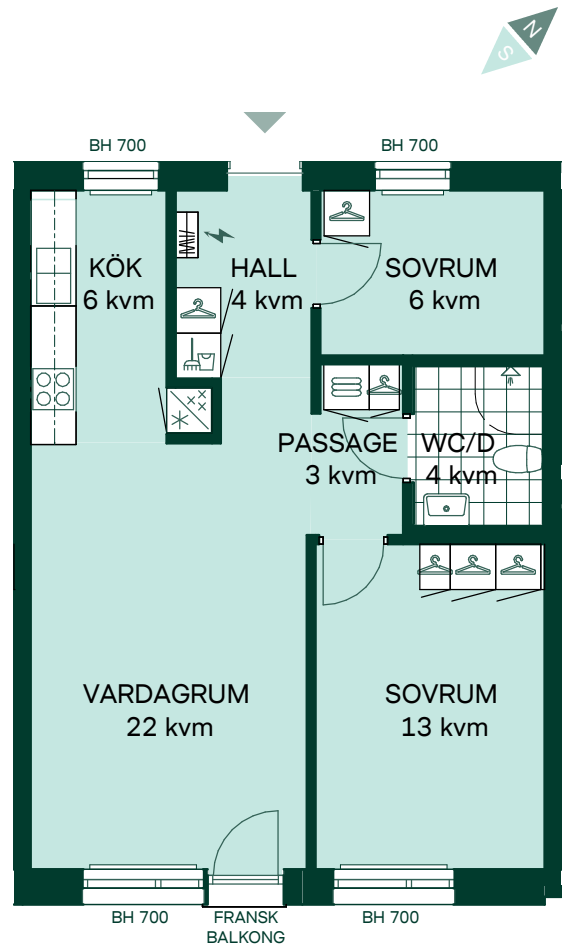 N
S
BH 700
BH 700
KÖK
6 kvm
HALL
4 kvm
SOVRUM
6 kvm
PASSAGE
3 kvm
WC/D
4 kvm
VARDAGRUM
22 kvm
SOVRUM
13 kvm
BH 700
FRANSK
BALKONG
BH 700